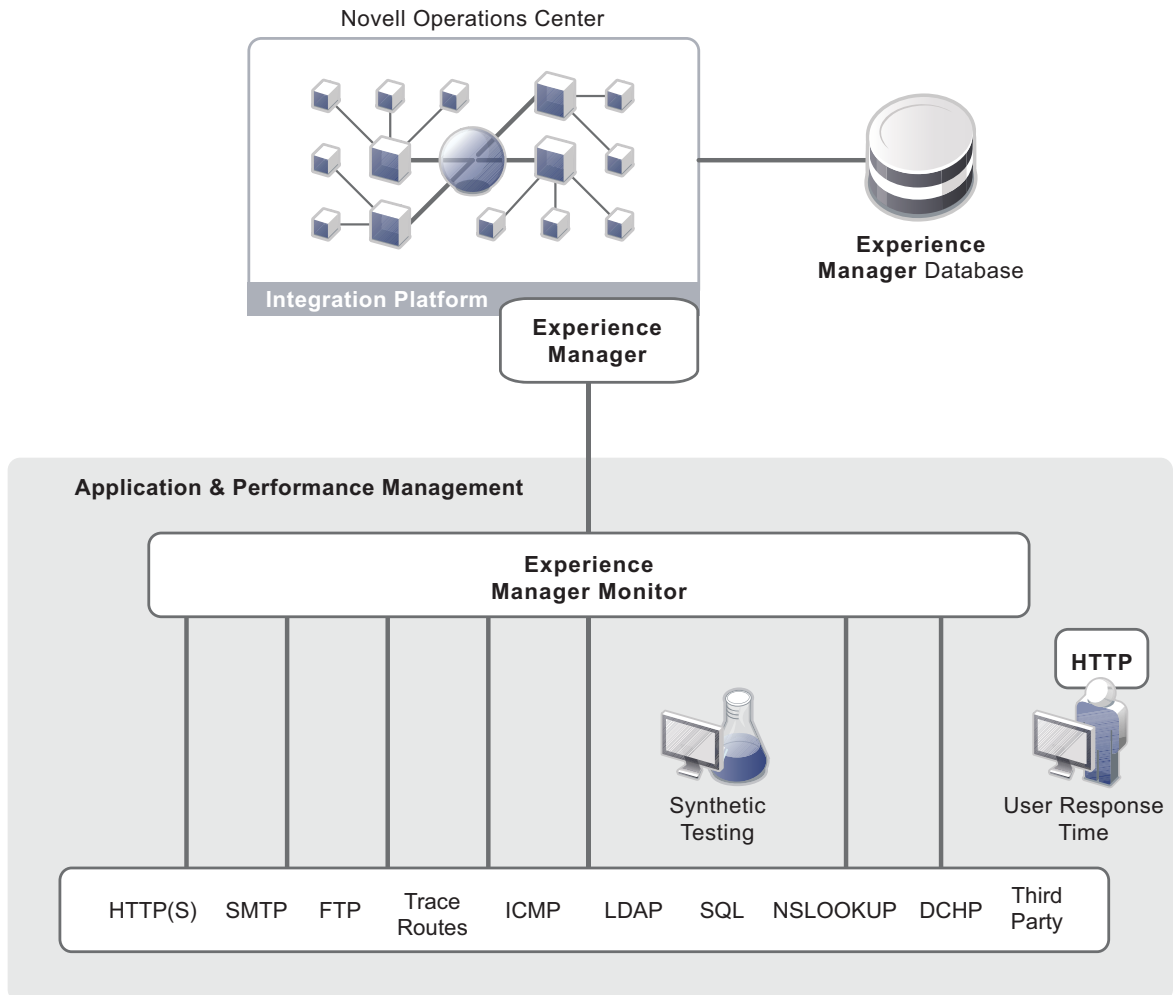 Novell Operations Center
Integration Platform
Experience
Manager
Experience
Manager Database
Application & Performance Management
Experience
Manager Monitor
HTTP
Synthetic
Testing
User Response
Time
HTTP(S)
SMTP
FTP
Trace
Routes
ICMP
LDAP
SQL
NSLOOKUP
DCHP
Third
Party